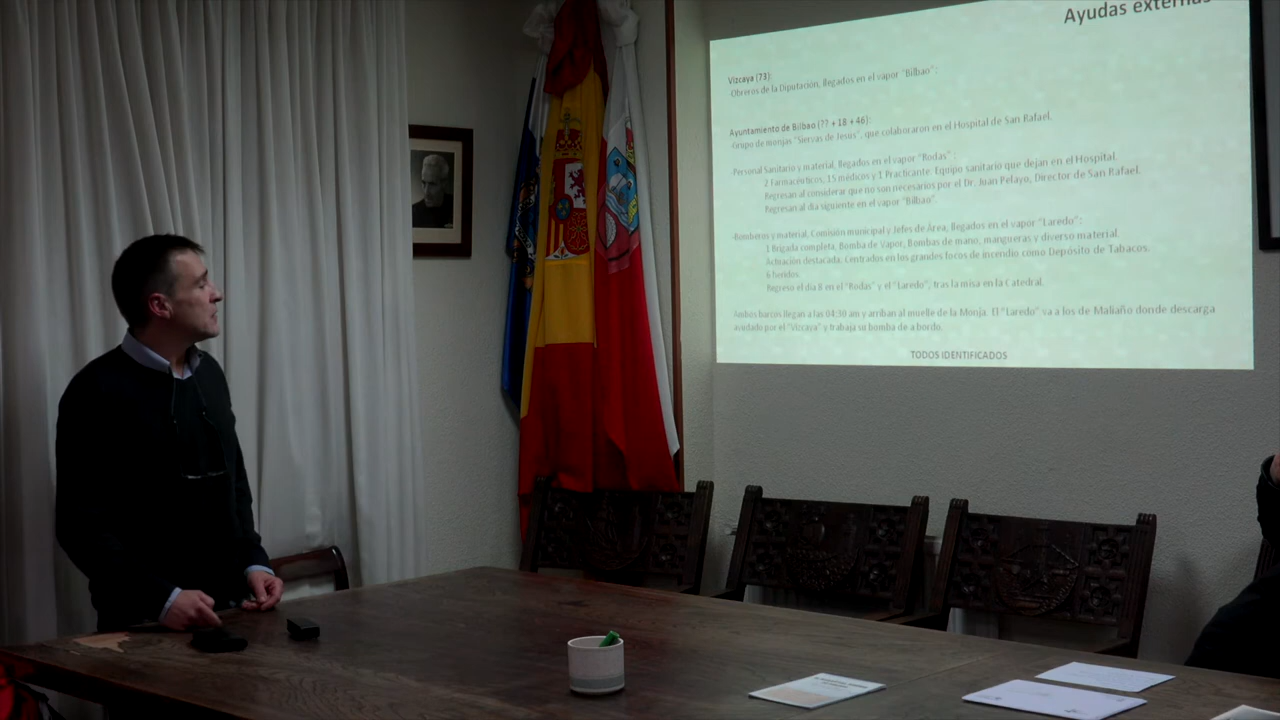 Ayudas externas
Vizcaya (73):
-Obreros de la Diputación, llegados en el vapor "Bilbao":
Ayuntamiento de Bilbao (?? + 18 + 46):
-Grupo de monjas "Siervas de Jesús", que colaboraron en el Hospital de San Rafael.
-Personal Sanitario y material, llegados en el vapor "Rodas":
2 Farmacéuticos, 15 médicos y 1 Practicante. Equipo sanitario que dejan en el Hospital.
Regresan al considerar que no son necesarios por el Dr. Juan Pelayo, Director de San Rafael.
Regresan al día siguiente en el vapor "Bilbao".
-Bomberos y material, Comisión municipal y Jefes de Área, llegados en el vapor "Laredo":
1 Brigada completa, Bomba de Vapor, Bombas de mano, mangueras y diverso material.
Actuación destacada. Centrados en los grandes focos de incendio como Depósito de Tabacos.
6 heridos.
Regreso el día 8 en el "Rodas" y el "Laredo", tras la misa en la Catedral.
Ambos barcos llegan a las 04:30 am y arriban al muelle de la Monja. El "Laredo" va a los de Maliaño donde descarga
ayudado por el "Vizcaya" y trabaja su bomba de a bordo.
TODOS IDENTIFICADOS